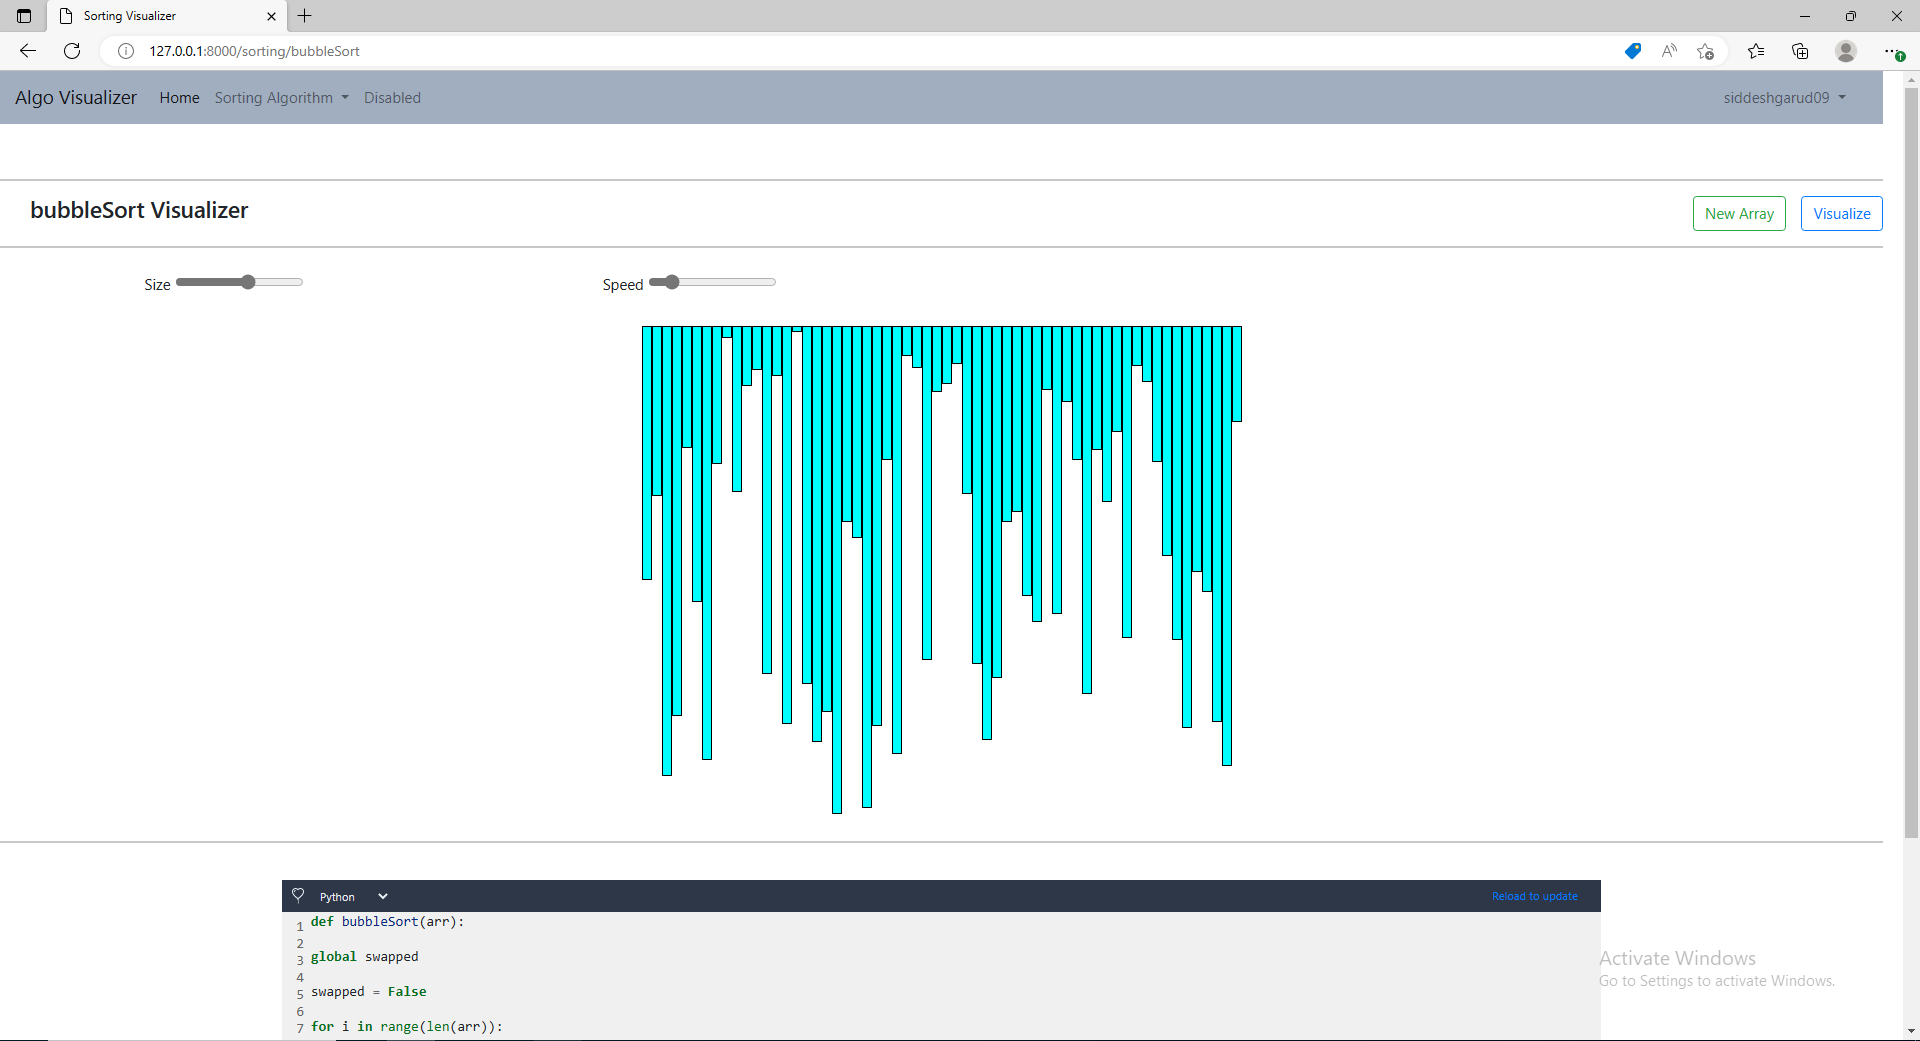 Sorting Visualizer
127.0.0.1:8000/sorting/bubbleSort
Algo Visualizer Home Sorting Algorithm Disabled siddeshgarud09
bubbleSort Visualizer New Array Visualize
Size Speed
Python Reload to update
1 def bubbleSort(arr):
2
3 global swapped
4
5 swapped = False
6
7 for i in range(len(arr)):
Activate Windows
Go to Settings to activate Windows.